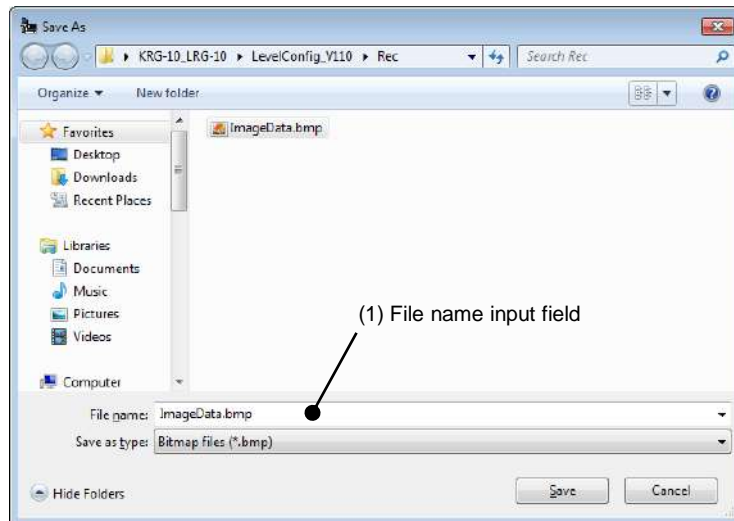 Save As
KRG-10_LRG-10 ▸ LevelConfig_V110 ▸ Rec
Search Rec
Organize ▾ New folder
Favorites
ImageData.bmp
Desktop
Downloads
Recent Places
Libraries
Documents
Music
Pictures
Videos
(1) File name input field
Computer
File name: ImageData.bmp
Save as type: Bitmap files (*.bmp)
Hide Folders
Save
Cancel